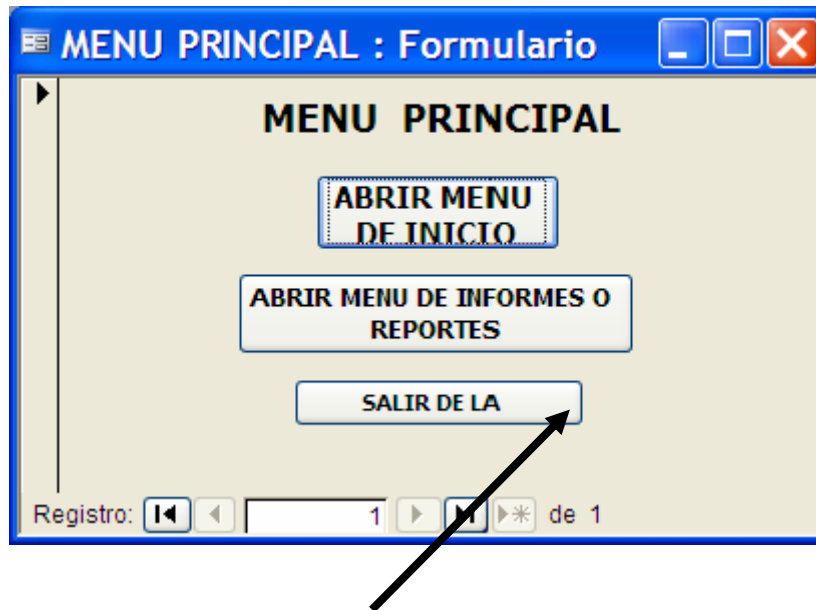 MENU PRINCIPAL : Formulario
MENU PRINCIPAL
ABRIR MENU
DE INICIO
ABRIR MENU DE INFORMES O
REPORTES
SALIR DE LA
Registro: 1 de 1